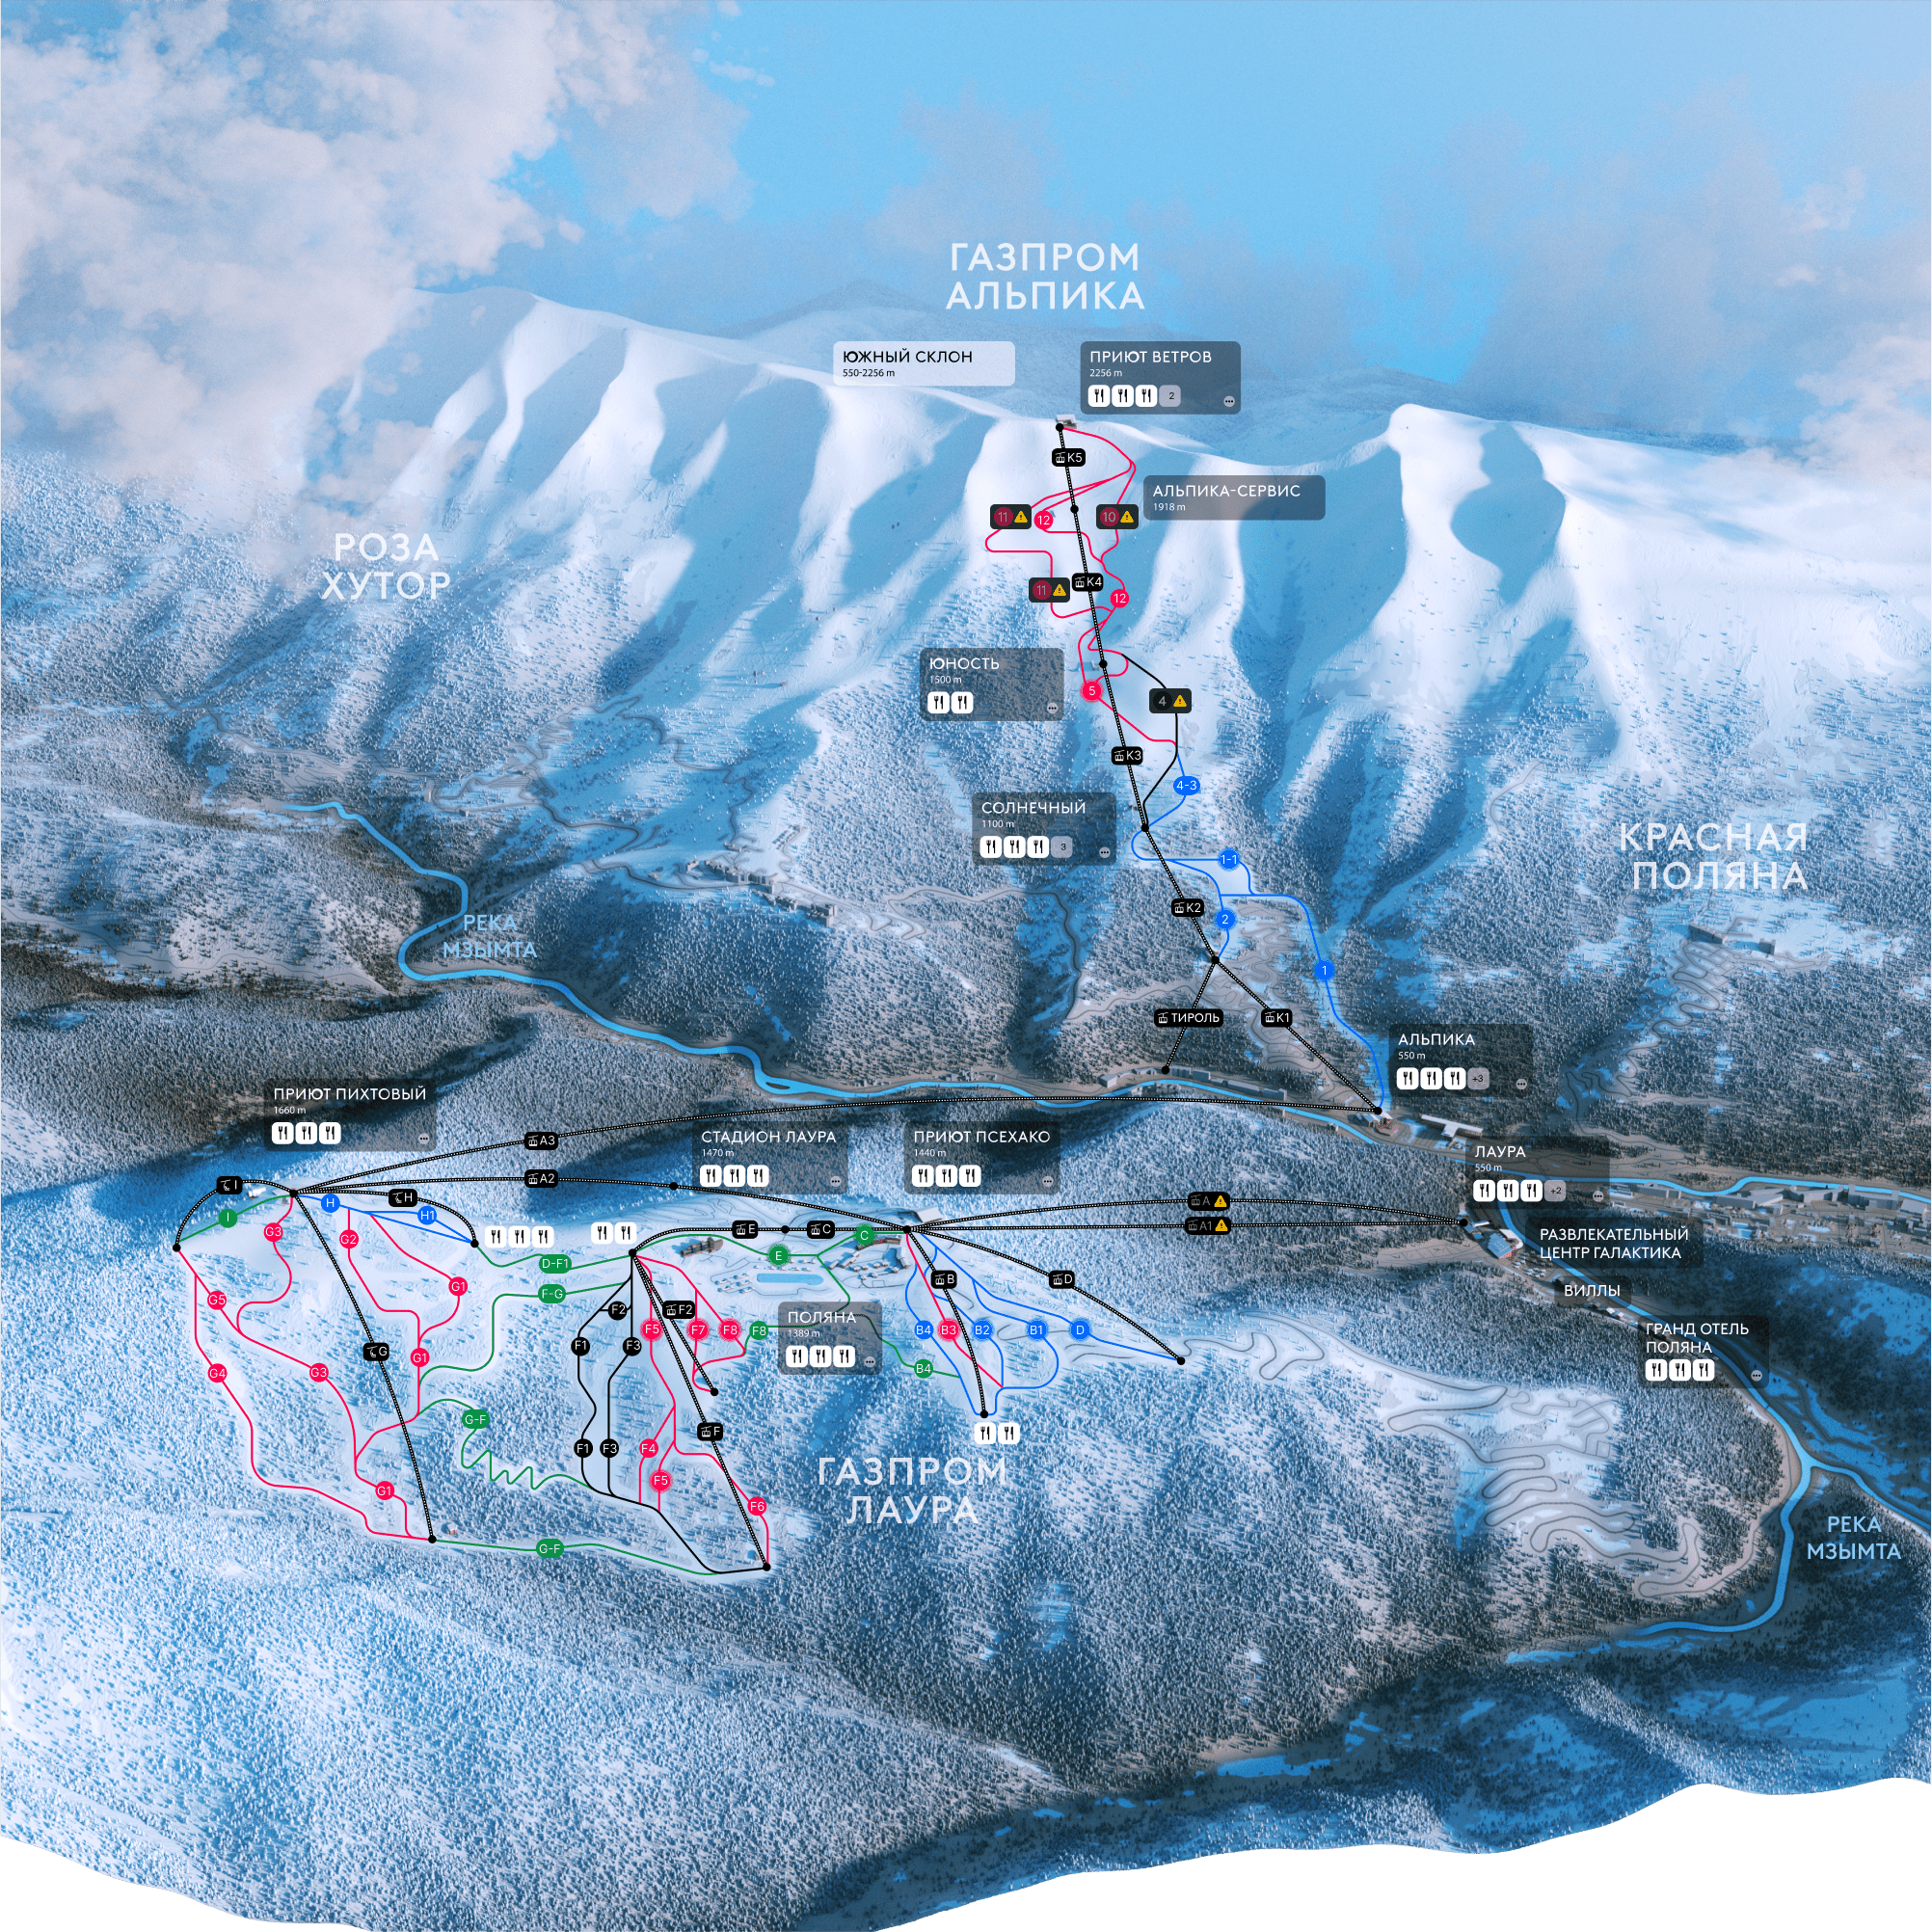 ГАЗПРОМ
АЛЬПИКА
ЮЖНЫЙ СКЛОН
550-2256 m
ПРИЮТ ВЕТРОВ
2256 m
2
K5
АЛЬПИКА-СЕРВИС
1918 m
11
12
10
РОЗА
ХУТОР
11
K4
12
ЮНОСТЬ
1500 m
5
4
K3
4-3
СОЛНЕЧНЫЙ
1100 m
3
КРАСНАЯ
ПОЛЯНА
1-1
K2
2
РЕКА
МЗЫМТА
1
ТИРОЛЬ
K1
АЛЬПИКА
550 m
+3
ПРИЮТ ПИХТОВЫЙ
1660 m
A3
СТАДИОН ЛАУРА
1470 m
ПРИЮТ ПСЕХАКО
1440 m
ЛАУРА
550 m
+2
A2
I
H
H
A
I
H1
G3
G2
E
C
C
A1
РАЗВЛЕКАТЕЛЬНЫЙ
ЦЕНТР ГАЛАКТИКА
D-F1
E
B
D
ВИЛЛЫ
G1
F-G
G5
F2
F2
ПОЛЯНА
1389 m
F5
F7
F8
F8
B4
B3
B2
B1
D
ГРАНД ОТЕЛЬ
ПОЛЯНА
F1
F3
G
G1
G4
G3
B4
G-F
F
F1
F3
F4
ГАЗПРОМ
ЛАУРА
F5
G1
F6
РЕКА
МЗЫМТА
G-F